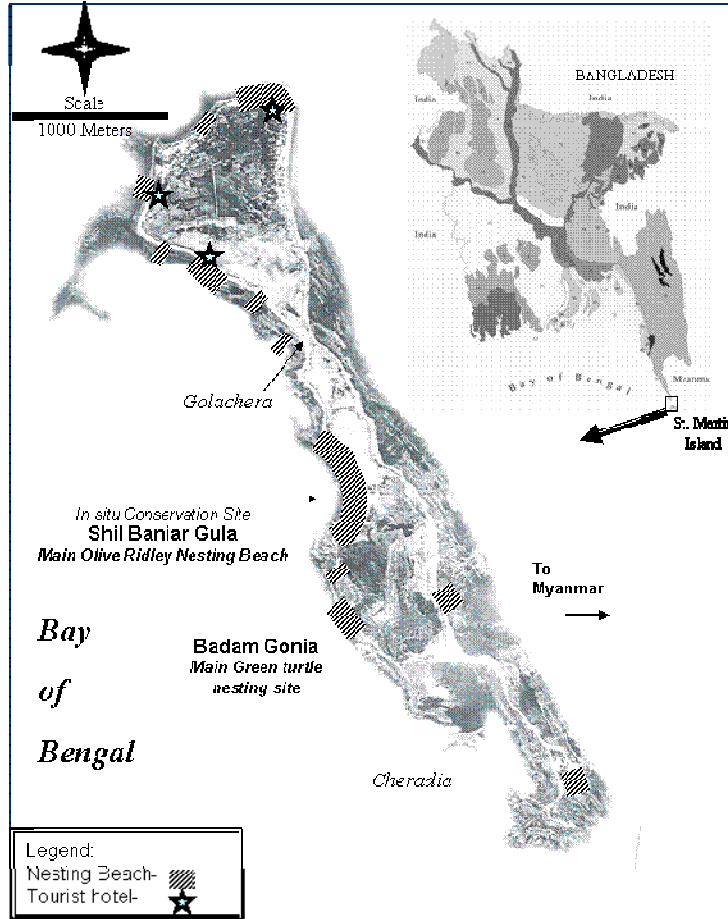 Scale
1000 Meters
BANGLADESH
India
India
India
India
Myanmar
Bay of Bengal
St. Martin
Island
Golachera
In situ Conservation Site
Shil Baniar Gula
Main Olive Ridley Nesting Beach
To
Myanmar
Badam Gonia
Main Green turtle
nesting site
Bay
of
Bengal
Cheradia
Legend:
Nesting Beach-
Tourist hotel-